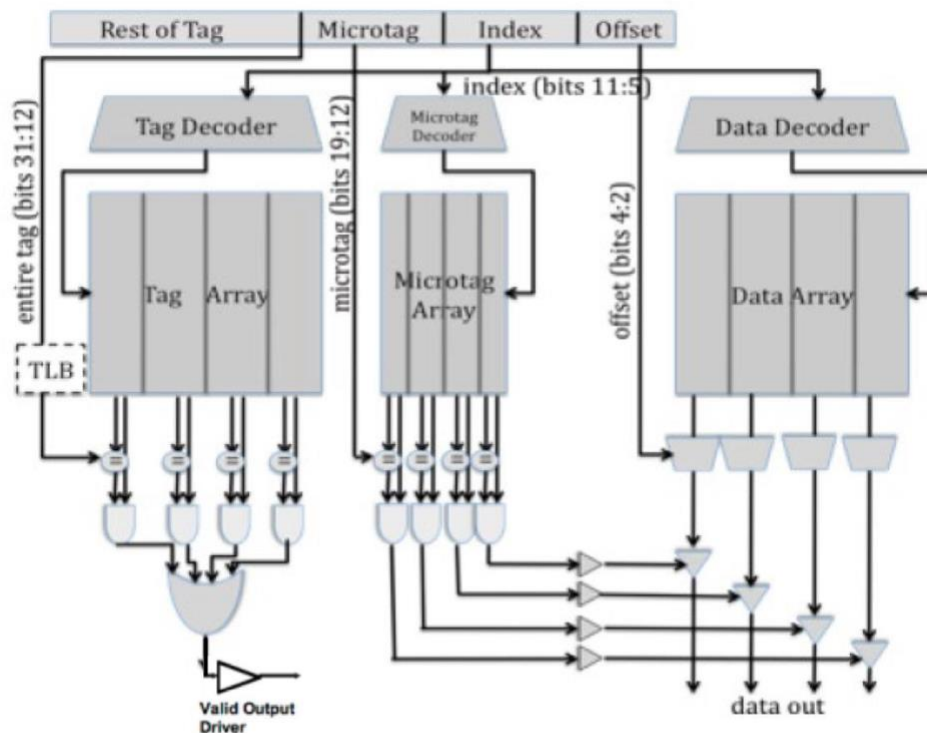 Rest of Tag
Microtag
Index
Offset
index (bits 11:5)
Tag Decoder
Microtag
Decoder
Data Decoder
entire tag (bits 31:12)
microtag (bits 19:12)
offset (bits 4:2)
Tag Array
Microtag
Array
Data Array
TLB
=
=
=
=
=
=
=
=
data out
Valid Output
Driver